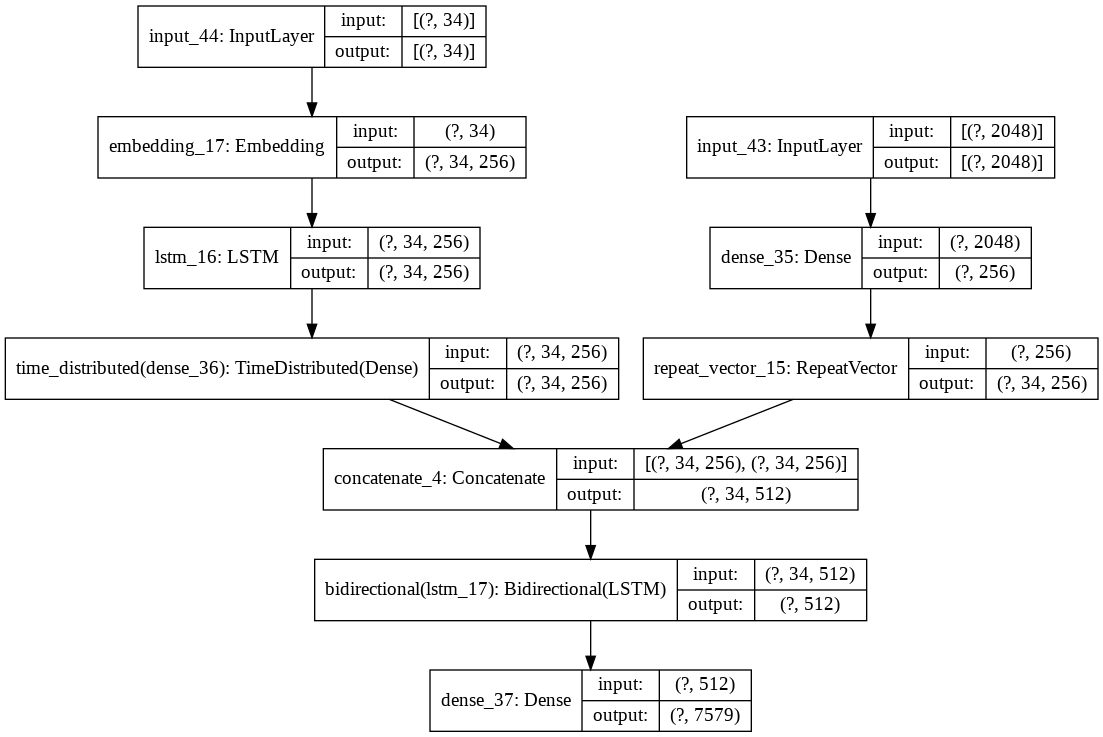 input_44: InputLayer
input: [(?, 34)]
output: [(?, 34)]
embedding_17: Embedding
input: (?, 34)
output: (?, 34, 256)
input_43: InputLayer
input: [(?, 2048)]
output: [(?, 2048)]
lstm_16: LSTM
input: (?, 34, 256)
output: (?, 34, 256)
dense_35: Dense
input: (?, 2048)
output: (?, 256)
time_distributed(dense_36): TimeDistributed(Dense)
input: (?, 34, 256)
output: (?, 34, 256)
repeat_vector_15: RepeatVector
input: (?, 256)
output: (?, 34, 256)
concatenate_4: Concatenate
input: [(?, 34, 256), (?, 34, 256)]
output: (?, 34, 512)
bidirectional(lstm_17): Bidirectional(LSTM)
input: (?, 34, 512)
output: (?, 512)
dense_37: Dense
input: (?, 512)
output: (?, 7579)